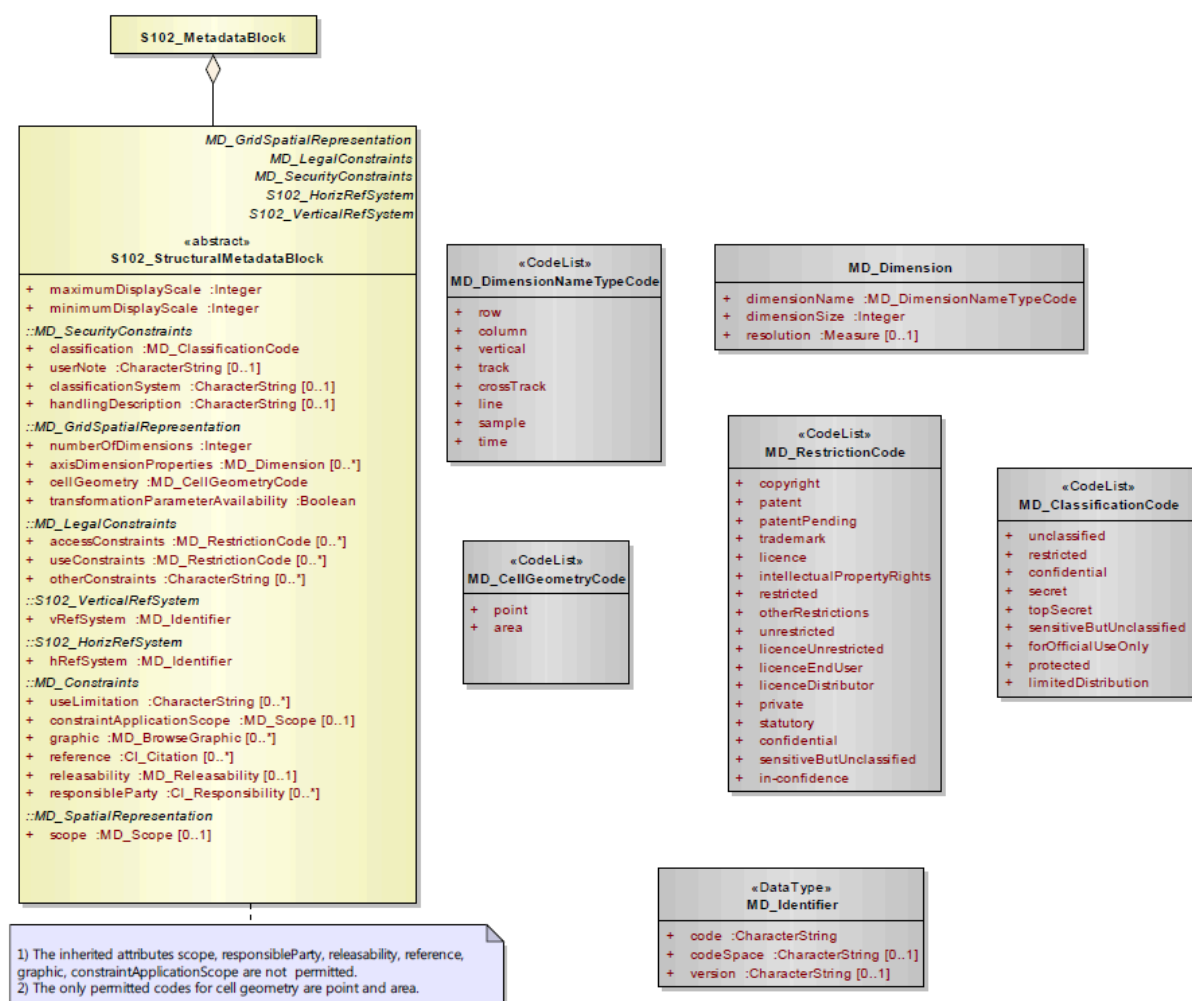 S102_MetadataBlock
MD_GridSpatialRepresentation
MD_LegalConstraints
MD_SecurityConstraints
S102_HorizRefSystem
S102_VerticalRefSystem
«abstract»
S102_StructuralMetadataBlock
+ maximumDisplayScale :Integer
+ minimumDisplayScale :Integer
::MD_SecurityConstraints
+ classification :MD_ClassificationCode
+ userNote :CharacterString [0..1]
+ classificationSystem :CharacterString [0..1]
+ handlingDescription :CharacterString [0..1]
::MD_GridSpatialRepresentation
+ numberOfDimensions :Integer
+ axisDimensionProperties :MD_Dimension [0..*]
+ cellGeometry :MD_CellGeometryCode
+ transformationParameterAvailability :Boolean
::MD_LegalConstraints
+ accessConstraints :MD_RestrictionCode [0..*]
+ useConstraints :MD_RestrictionCode [0..*]
+ otherConstraints :CharacterString [0..*]
::S102_VerticalRefSystem
+ vRefSystem :MD_Identifier
::S102_HorizRefSystem
+ hRefSystem :MD_Identifier
::MD_Constraints
+ useLimitation :CharacterString [0..*]
+ constraintApplicationScope :MD_Scope [0..1]
+ graphic :MD_BrowseGraphic [0..*]
+ reference :CI_Citation [0..*]
+ releasability :MD_Releasability [0..1]
+ responsibleParty :CI_Responsibility [0..*]
::MD_SpatialRepresentation
+ scope :MD_Scope [0..1]
1) The inherited attributes scope, responsibleParty, releasability, reference,
graphic, constraintApplicationScope are not permitted.
2) The only permitted codes for cell geometry are point and area.
«CodeList»
MD_DimensionNameTypeCode
+ row
+ column
+ vertical
+ track
+ crossTrack
+ line
+ sample
+ time
«CodeList»
MD_CellGeometryCode
+ point
+ area
MD_Dimension
+ dimensionName :MD_DimensionNameTypeCode
+ dimensionSize :Integer
+ resolution :Measure [0..1]
«CodeList»
MD_RestrictionCode
+ copyright
+ patent
+ patentPending
+ trademark
+ licence
+ intellectualPropertyRights
+ restricted
+ otherRestrictions
+ unrestricted
+ licenceUnrestricted
+ licenceEndUser
+ licenceDistributor
+ private
+ statutory
+ confidential
+ sensitiveButUnclassified
+ in-confidence
«CodeList»
MD_ClassificationCode
+ unclassified
+ restricted
+ confidential
+ secret
+ topSecret
+ sensitiveButUnclassified
+ forOfficialUseOnly
+ protected
+ limitedDistribution
«DataType»
MD_Identifier
+ code :CharacterString
+ codeSpace :CharacterString [0..1]
+ version :CharacterString [0..1]